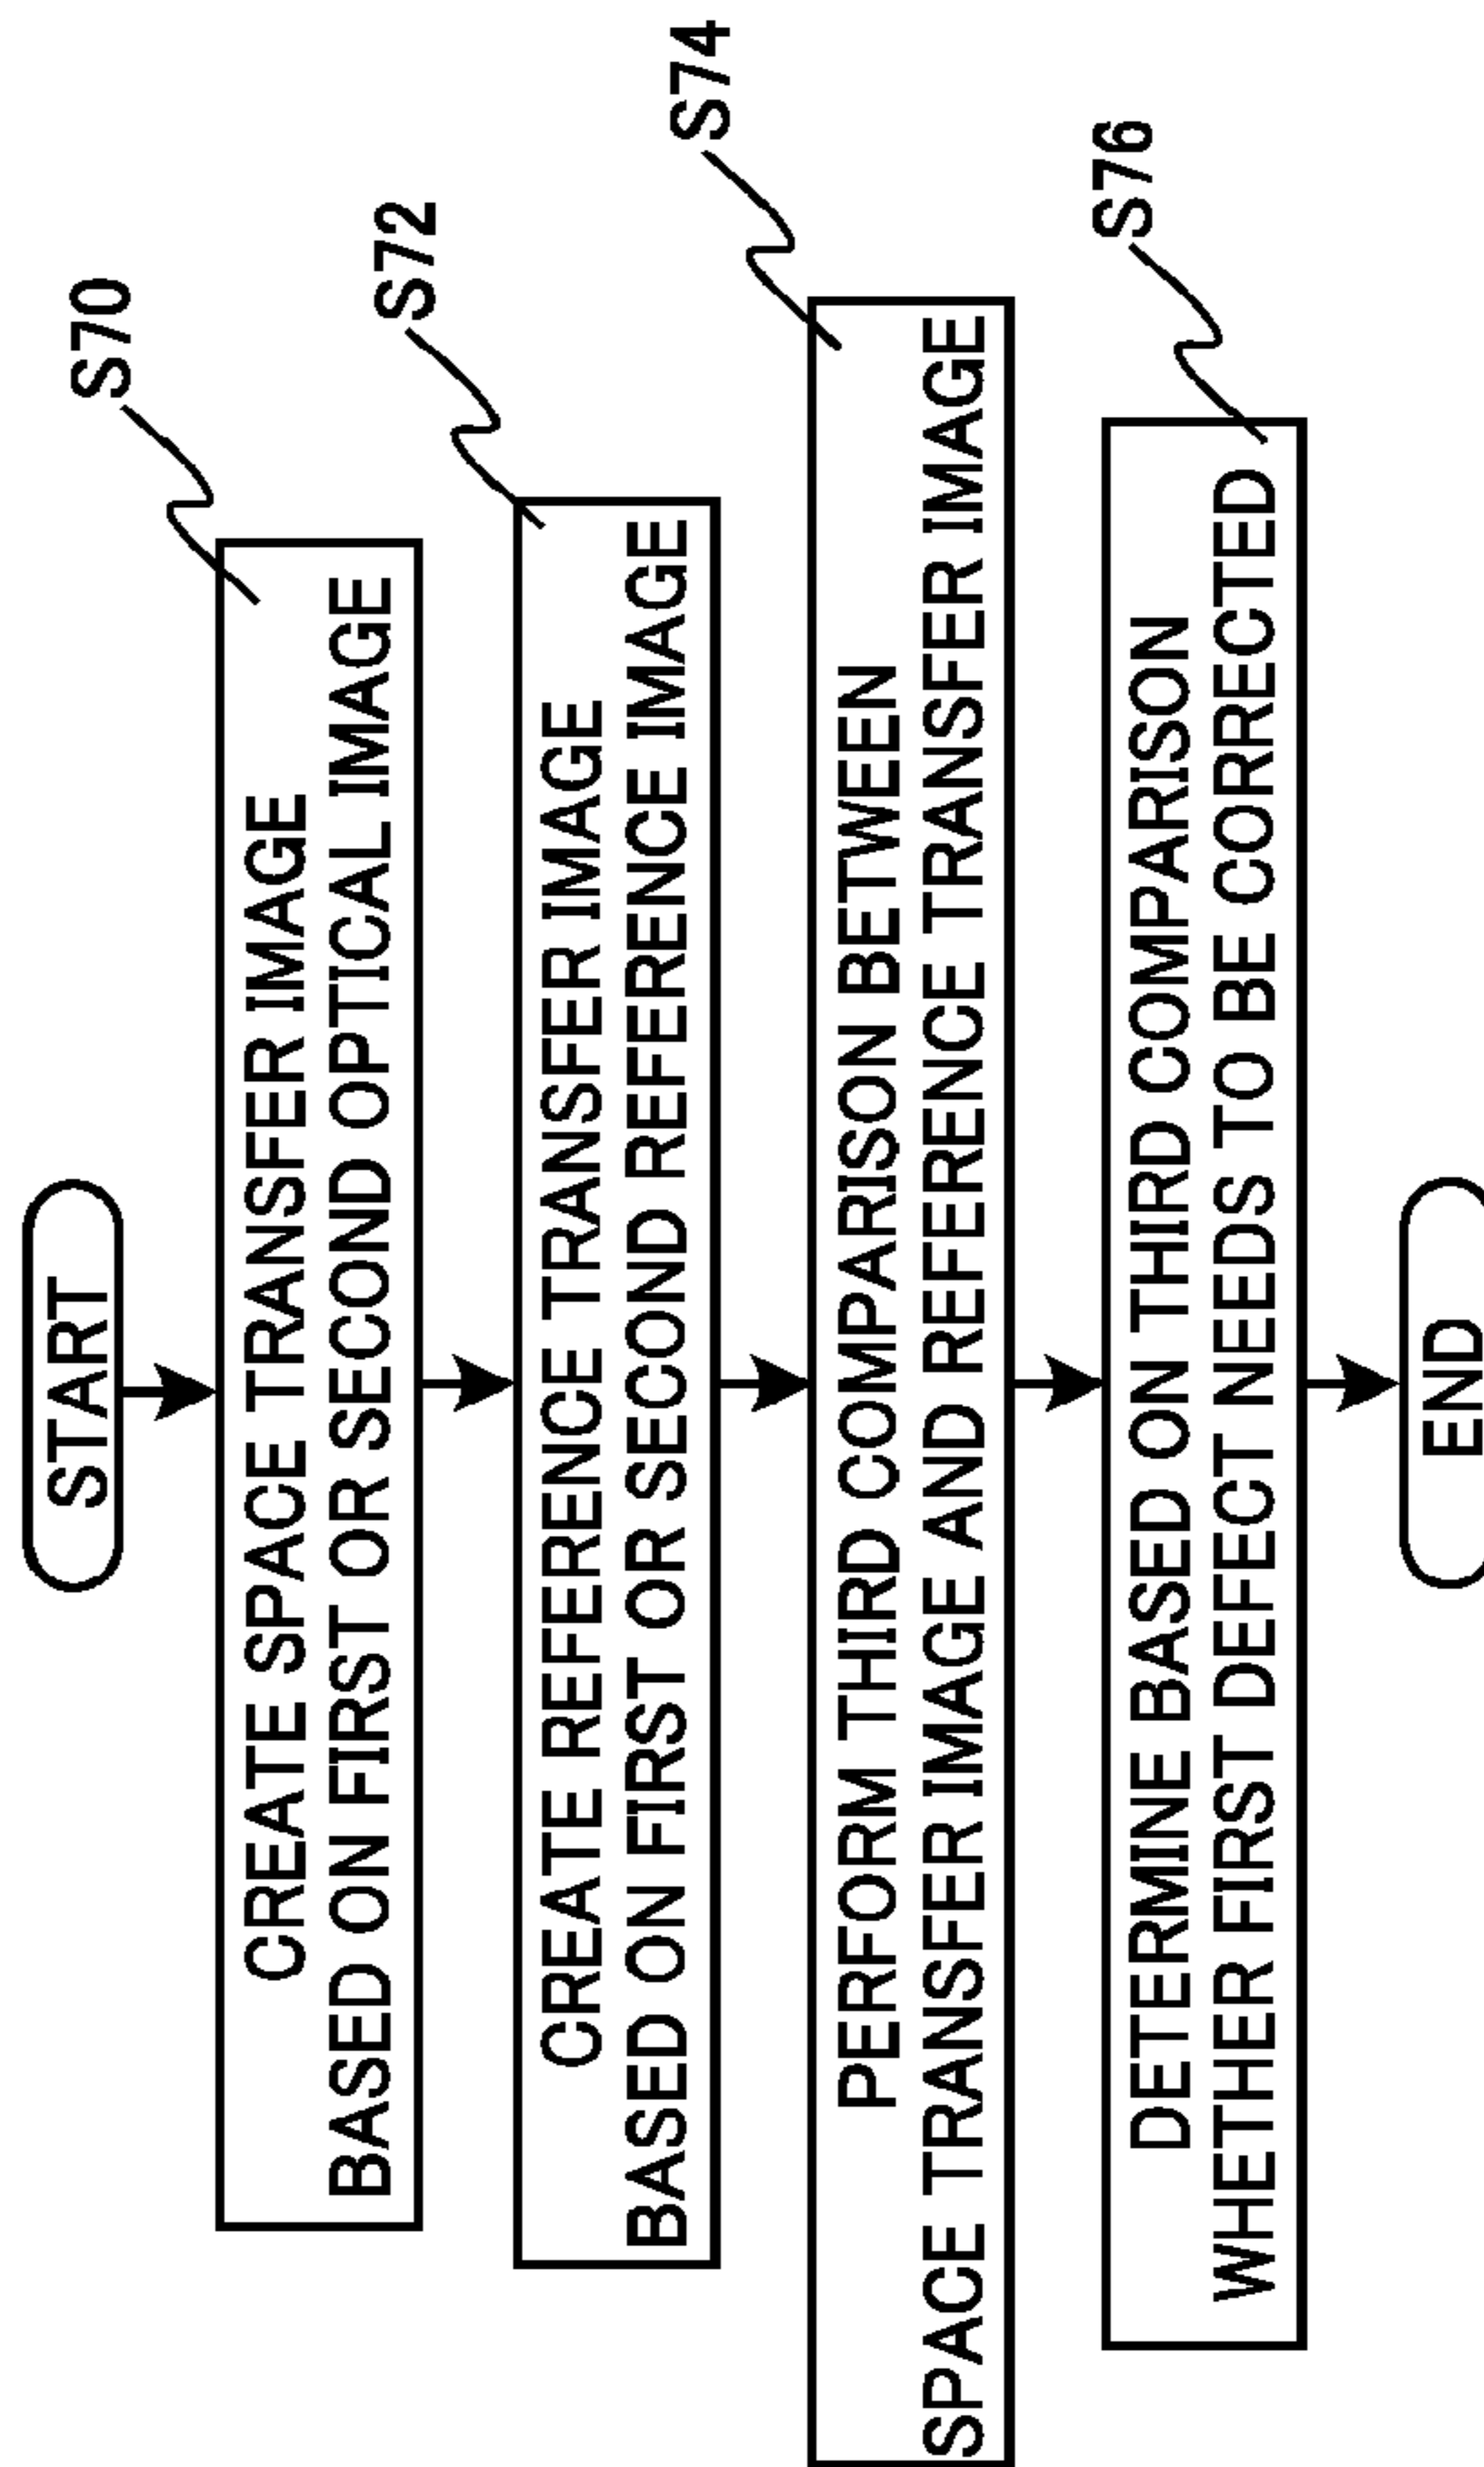 START
S70
CREATE SPACE TRANSFER IMAGE
BASED ON FIRST OR SECOND OPTICAL IMAGE
S72
CREATE REFERENCE TRANSFER IMAGE
BASED ON FIRST OR SECOND REFERENCE IMAGE
S74
PERFORM THIRD COMPARISON BETWEEN
SPACE TRANSFER IMAGE AND REFERENCE TRANSFER IMAGE
S76
DETERMINE BASED ON THIRD COMPARISON
WHETHER FIRST DEFECT NEEDS TO BE CORRECTED
END